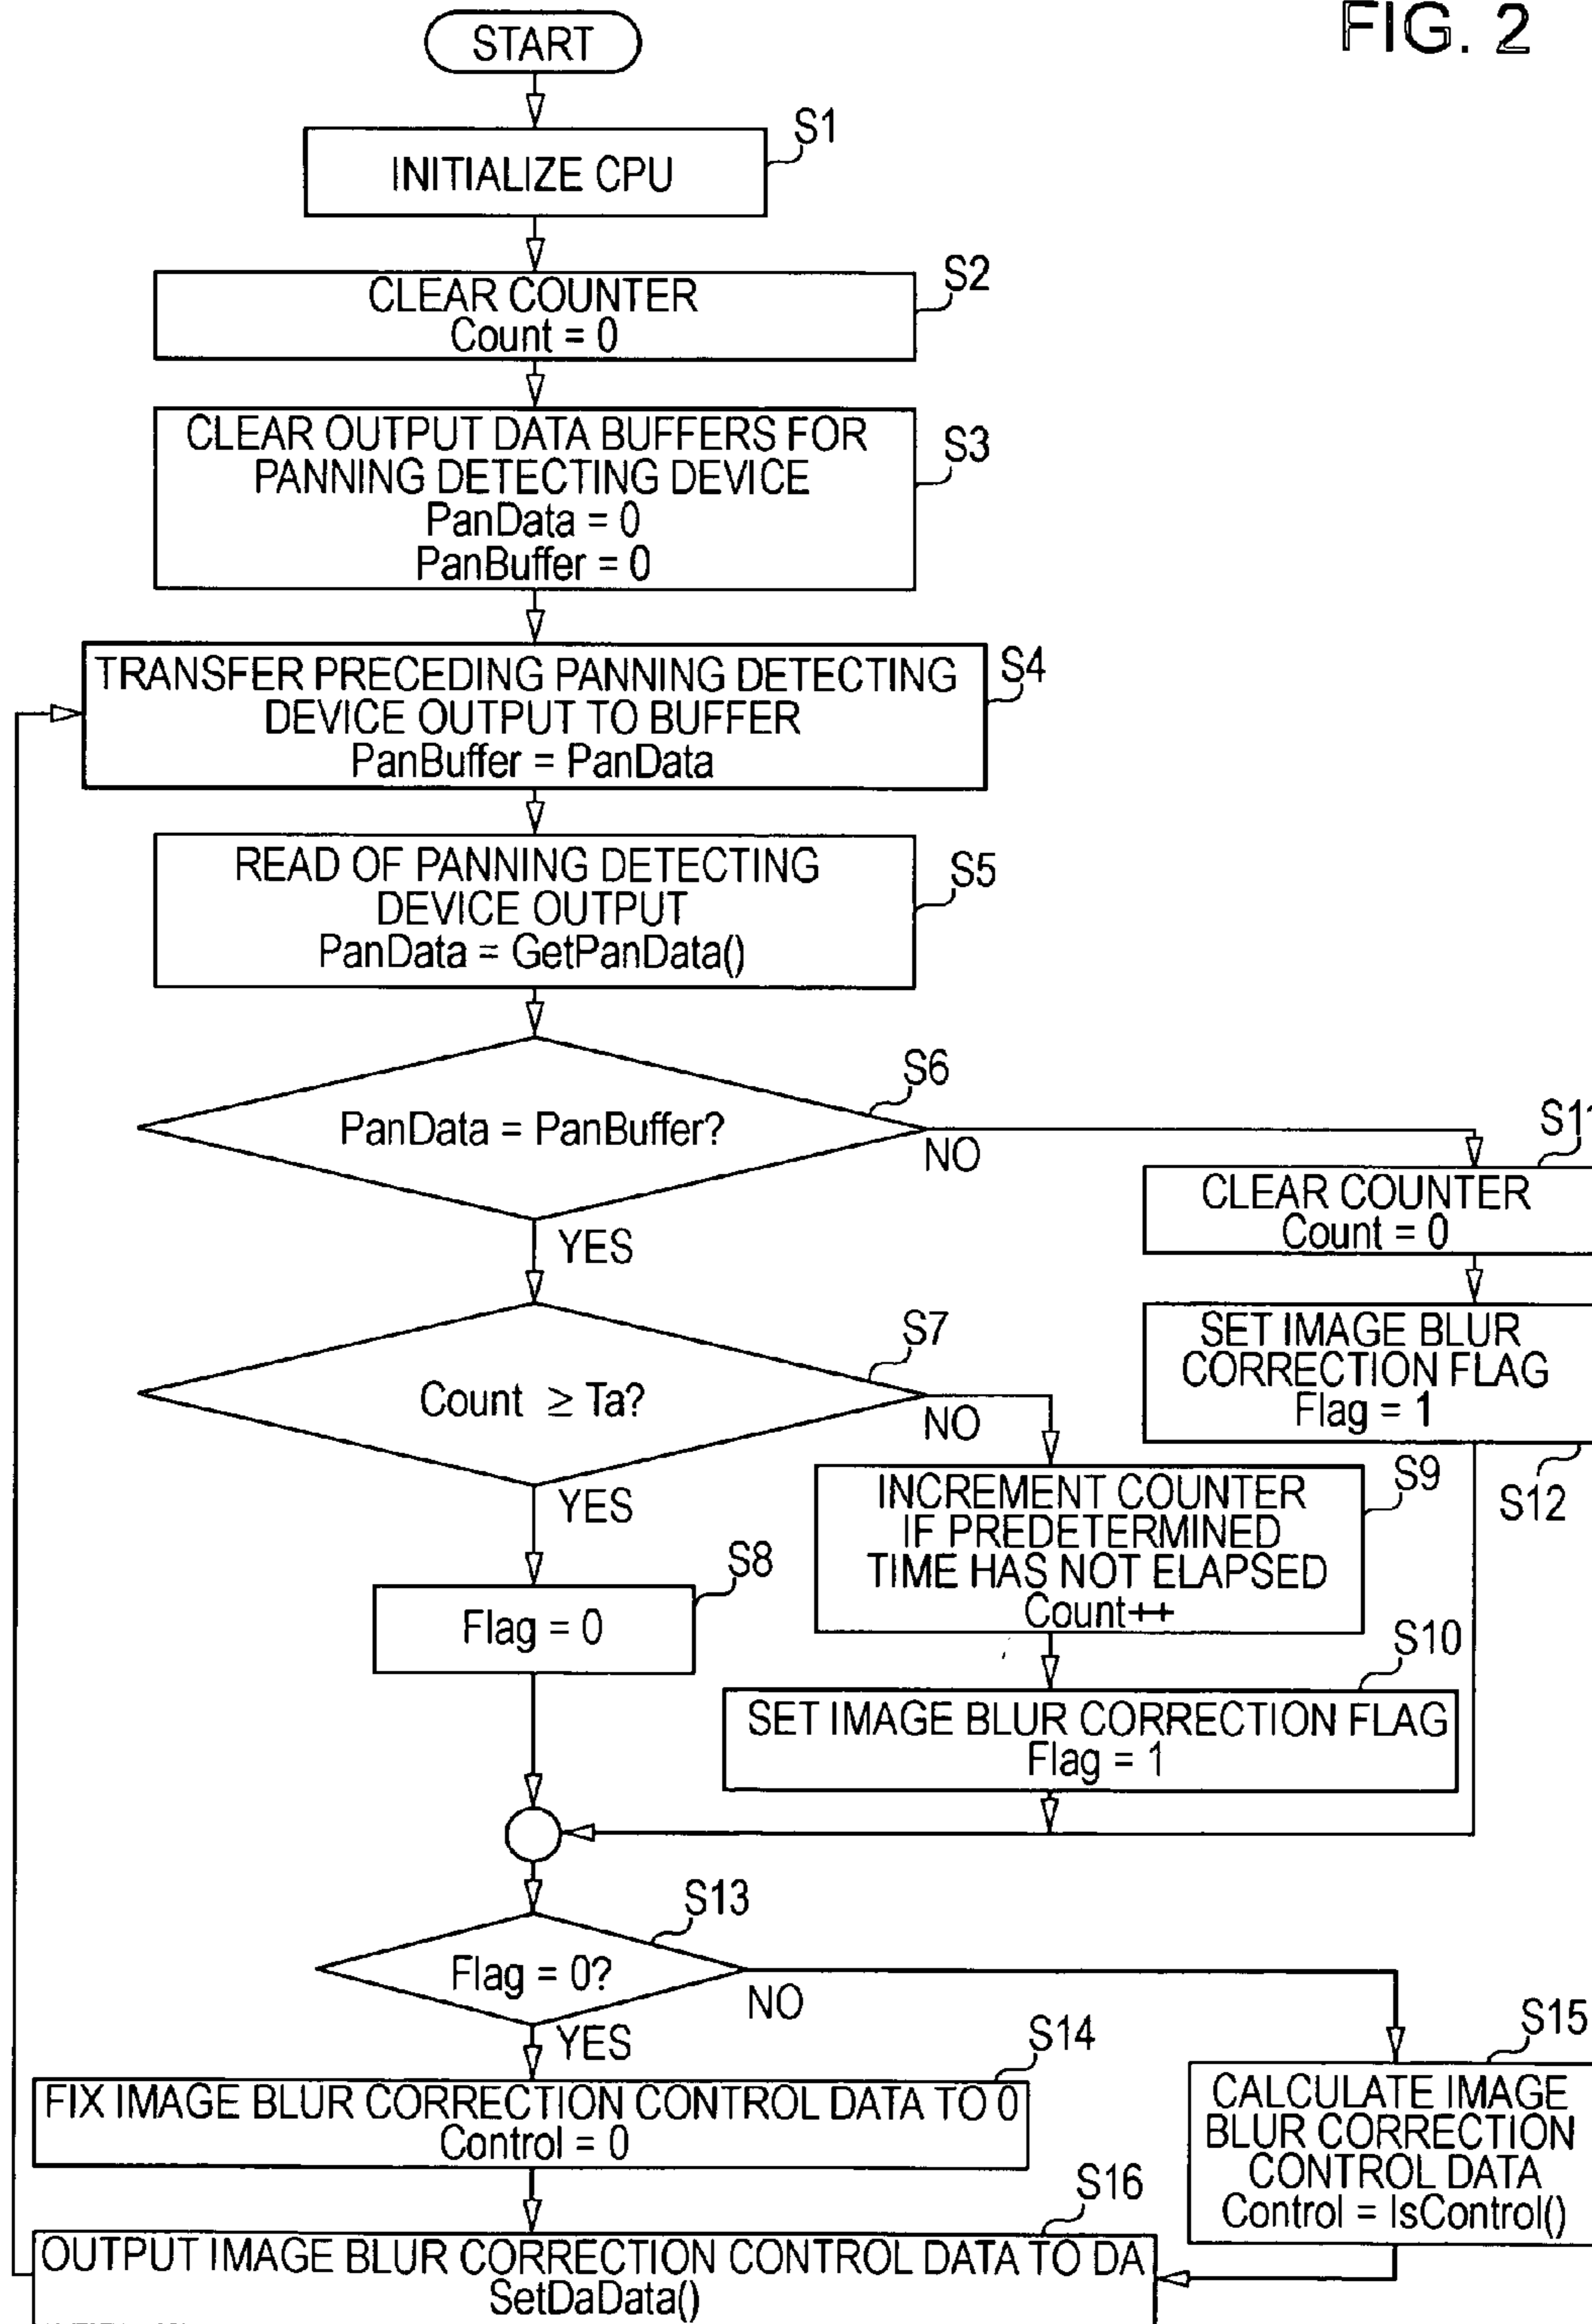 FIG. 2
START
S1
INITIALIZE CPU
S2
CLEAR COUNTER
Count = 0
S3
CLEAR OUTPUT DATA BUFFERS FOR
PANNING DETECTING DEVICE
PanData = 0
PanBuffer = 0
S4
TRANSFER PRECEDING PANNING DETECTING
DEVICE OUTPUT TO BUFFER
PanBuffer = PanData
S5
READ OF PANNING DETECTING
DEVICE OUTPUT
PanData = GetPanData()
S6
PanData = PanBuffer?
NO
YES
S11
CLEAR COUNTER
Count = 0
SET IMAGE BLUR
CORRECTION FLAG
Flag = 1
S12
S7
Count ≥ Ta?
NO
YES
S8
Flag = 0
S9
INCREMENT COUNTER
IF PREDETERMINED
TIME HAS NOT ELAPSED
Count++
S10
SET IMAGE BLUR CORRECTION FLAG
Flag = 1
S13
Flag = 0?
NO
YES
S14
FIX IMAGE BLUR CORRECTION CONTROL DATA TO 0
Control = 0
S15
CALCULATE IMAGE
BLUR CORRECTION
CONTROL DATA
Control = IsControl()
S16
OUTPUT IMAGE BLUR CORRECTION CONTROL DATA TO DA
SetDaData()